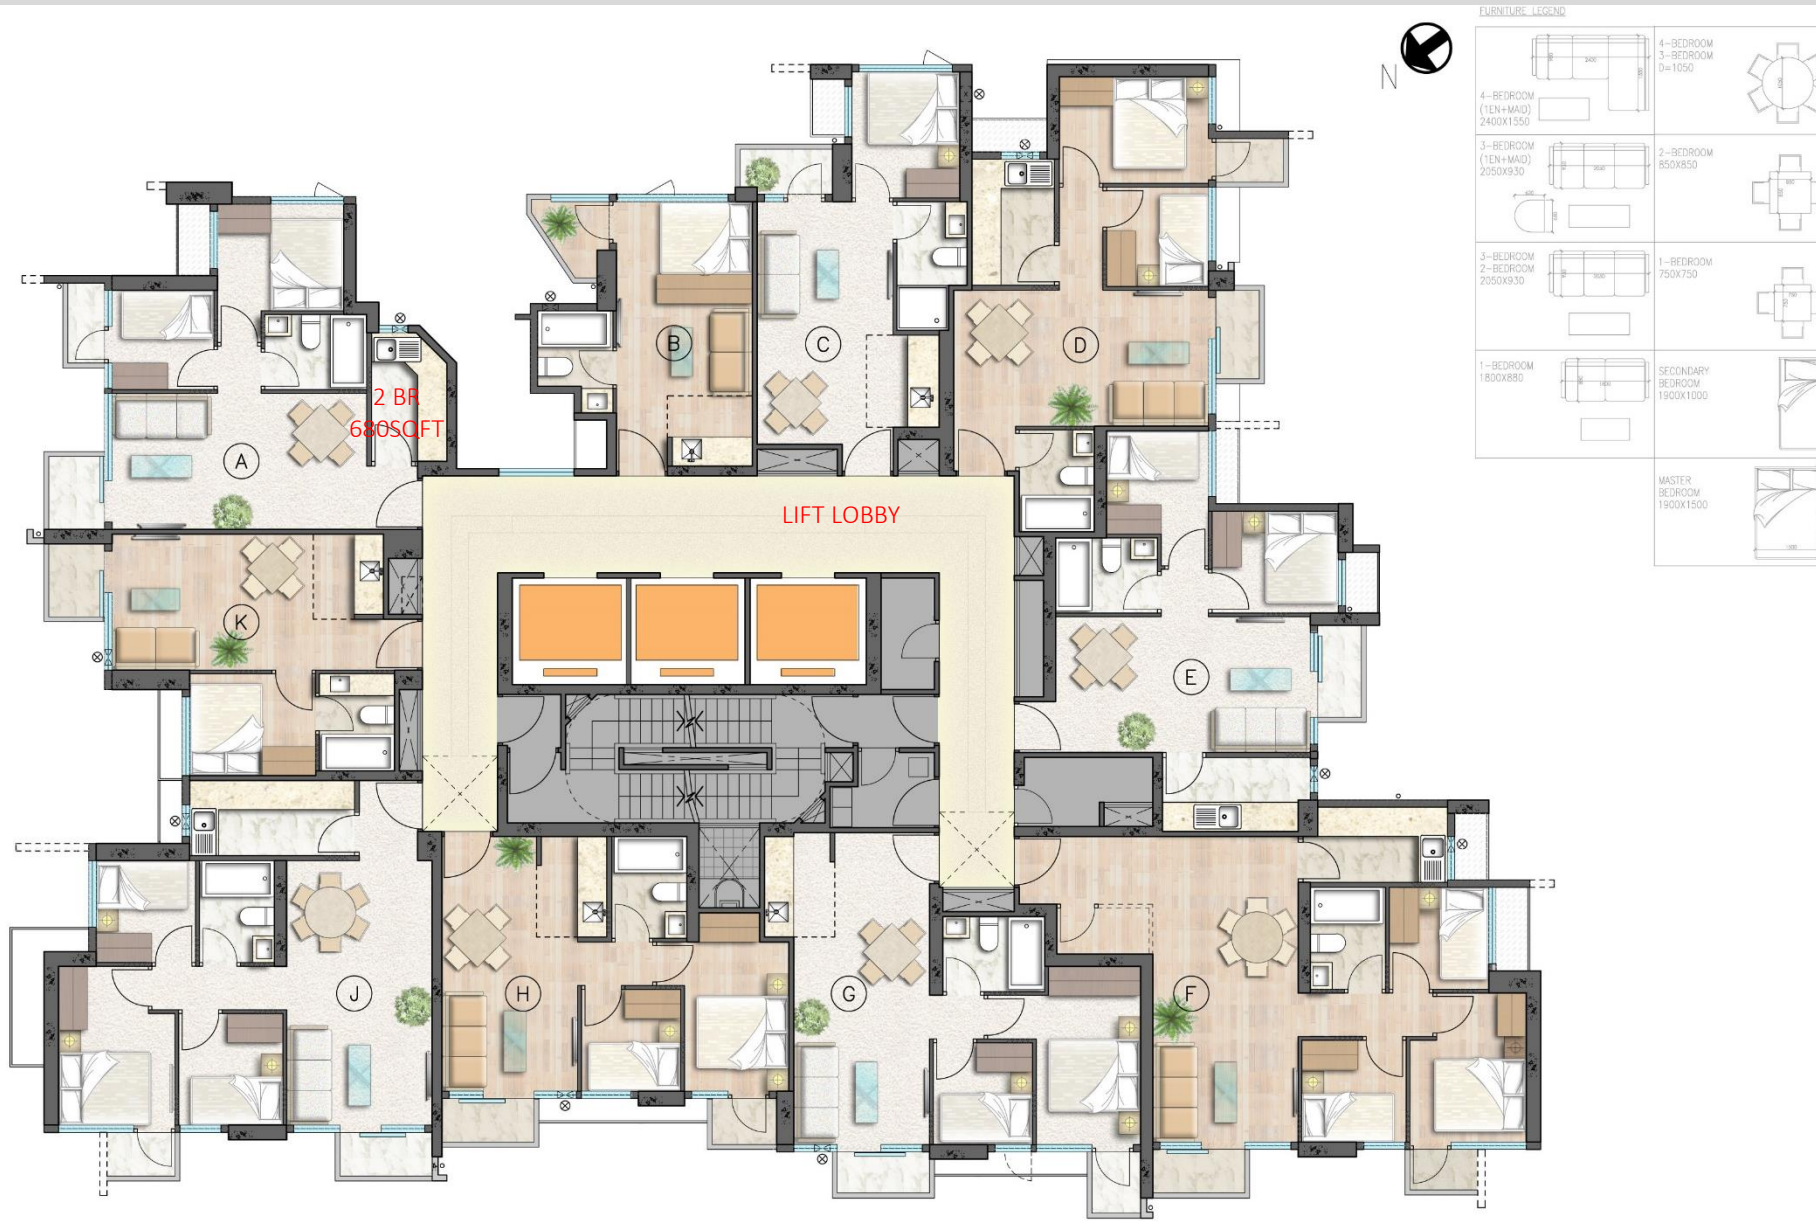 FURNITURE LEGEND
N
4-BEDROOM
(1EN+MAID)
2400X1550
4-BEDROOM
3-BEDROOM
D=1050
3-BEDROOM
(1EN+MAID)
2050X930
2-BEDROOM
850X850
3-BEDROOM
2-BEDROOM
2050X930
1-BEDROOM
750X750
1-BEDROOM
1800X880
SECONDARY
BEDROOM
1900X1000
MASTER
BEDROOM
1900X1500
B
C
D
2 BR
680SQFT
A
LIFT LOBBY
K
E
J
H
G
F